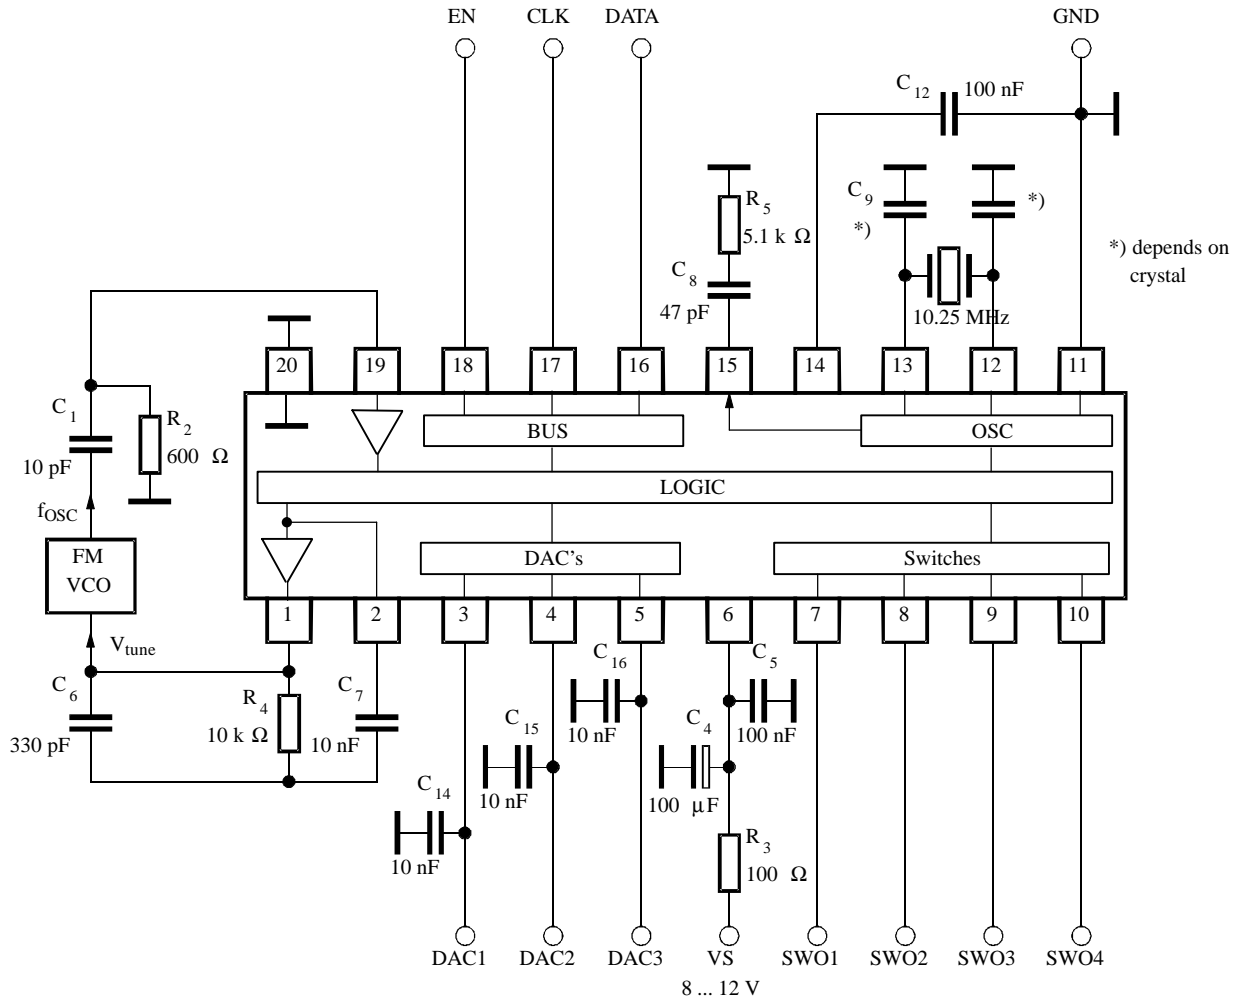 EN CLK DATA GND
C12 100 nF
C9 *) *)
R5 5.1 k Ω
C8 47 pF
*) depends on
crystal
10.25 MHz
20 19 18 17 16 15 14 13 12 11
C1 10 pF
R2 600 Ω
BUS OSC
LOGIC
fOSC
FM
VCO
DAC's Switches
1 2 3 4 5 6 7 8 9 10
Vtune
C6 330 pF
R4 10 k Ω
C7 10 nF
C16 10 nF
C5 100 nF
C15 10 nF
C4 100 µF
C14 10 nF
R3 100 Ω
DAC1 DAC2 DAC3 VS SWO1 SWO2 SWO3 SWO4
8 ... 12 V